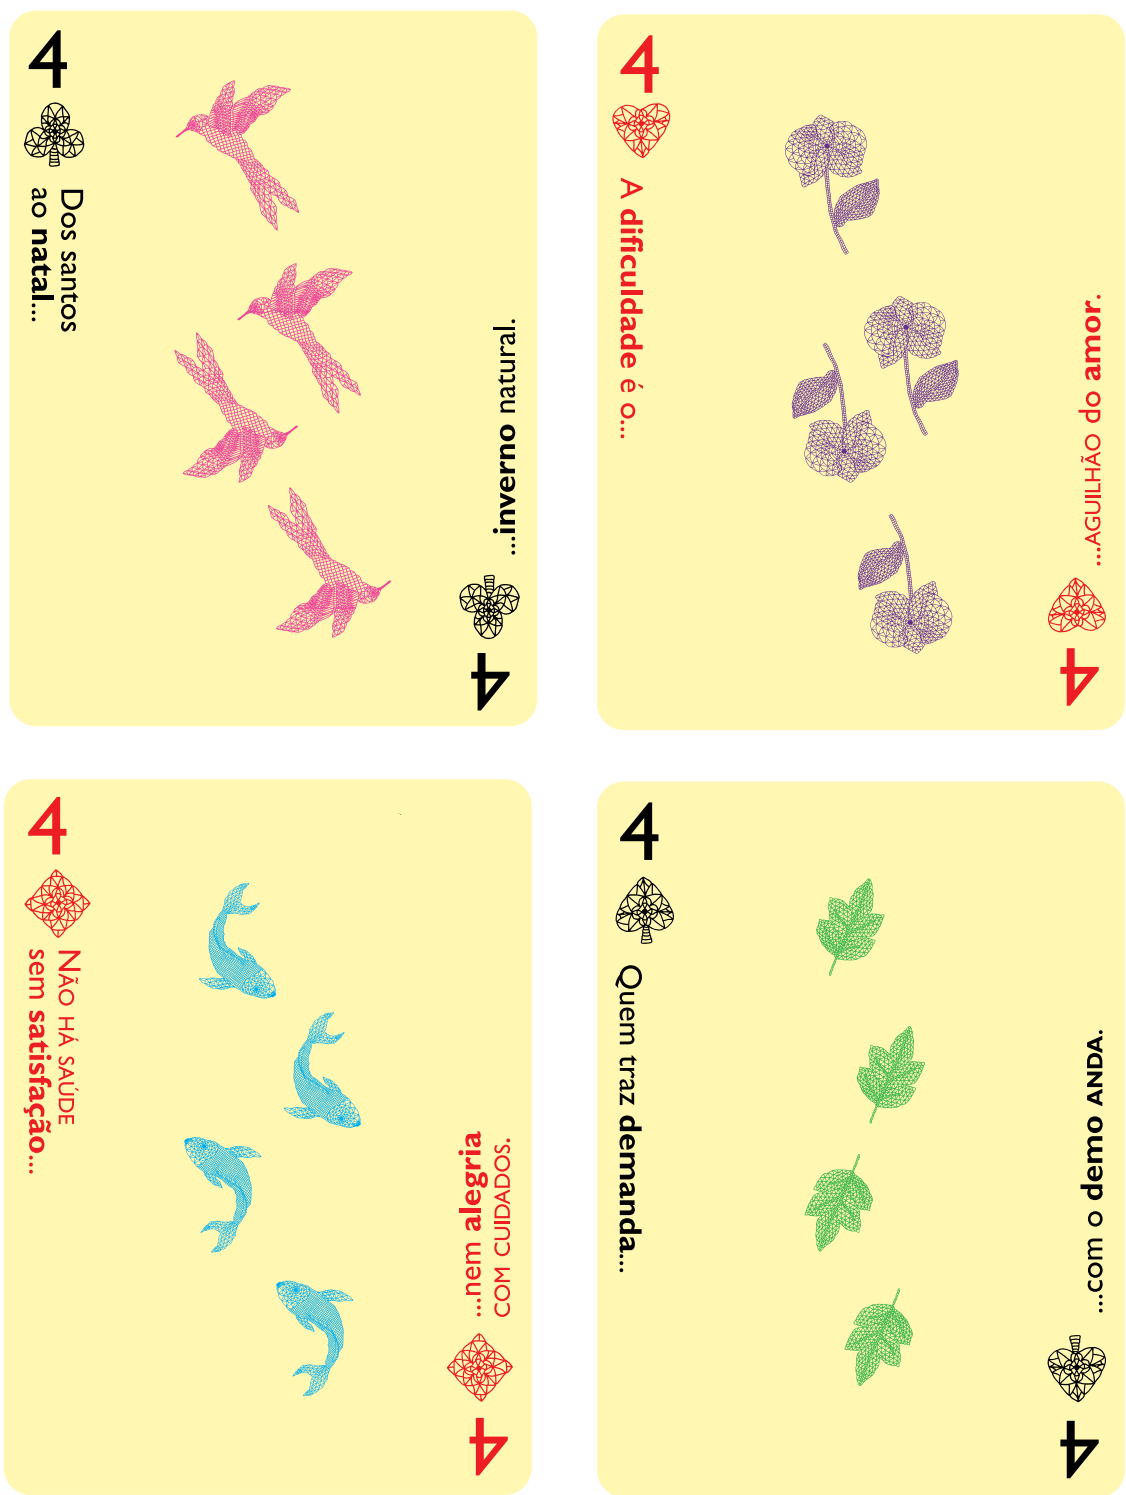 4
Dos santos
ao natal...
...inverno natural.
4
4
A dificuldade é o...
...AGUILHÃO do amor.
4
4
NÃO HÁ SAÚDE
sem satisfação...
...nem alegria
COM CUIDADOS.
4
4
Quem traz demanda...
...com o demo ANDA.
4